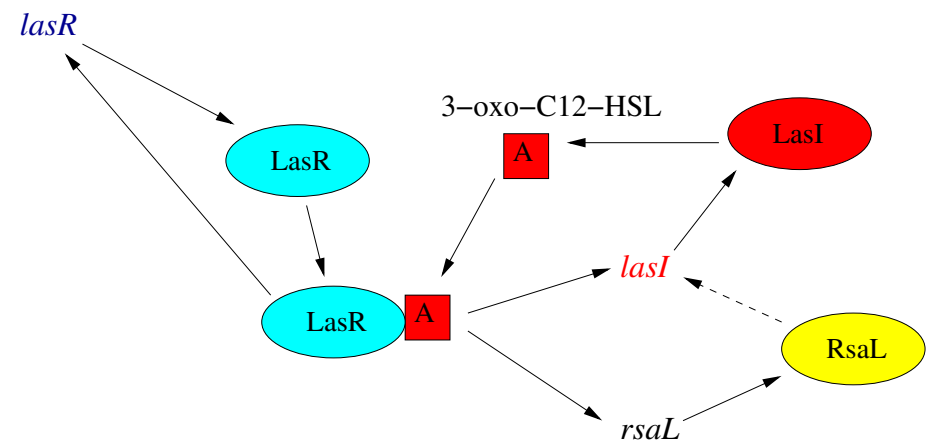 lasR
3−oxo−C12−HSL
LasI
A
LasR
lasI
LasR
A
RsaL
rsaL